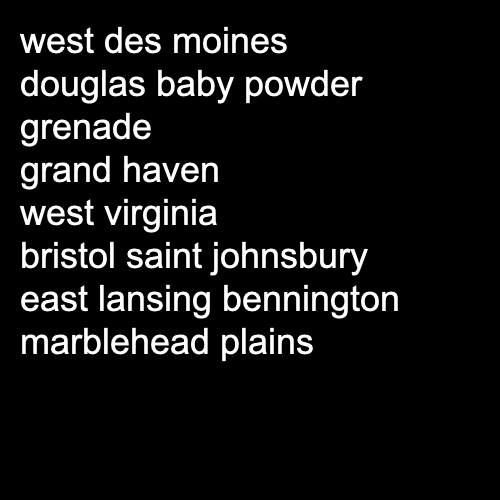 west des moines
douglas baby powder
grenade
grand haven
west virginia
bristol saint johnsbury
east lansing bennington
marblehead plains